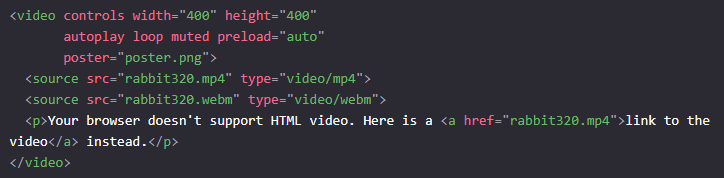 <video controls width="400" height="400"
       autoplay loop muted preload="auto"
       poster="poster.png">
  <source src="rabbit320.mp4" type="video/mp4">
  <source src="rabbit320.webm" type="video/webm">
  <p>Your browser doesn't support HTML video. Here is a <a href="rabbit320.mp4">link to the
video</a> instead.</p>
</video>